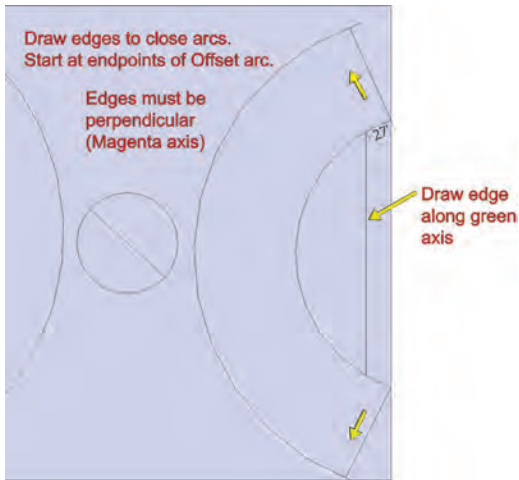 Draw edges to close arcs.
Start at endpoints of Offset arc.
Edges must be
perpendicular
(Magenta axis)
27'
Draw edge
along green
axis